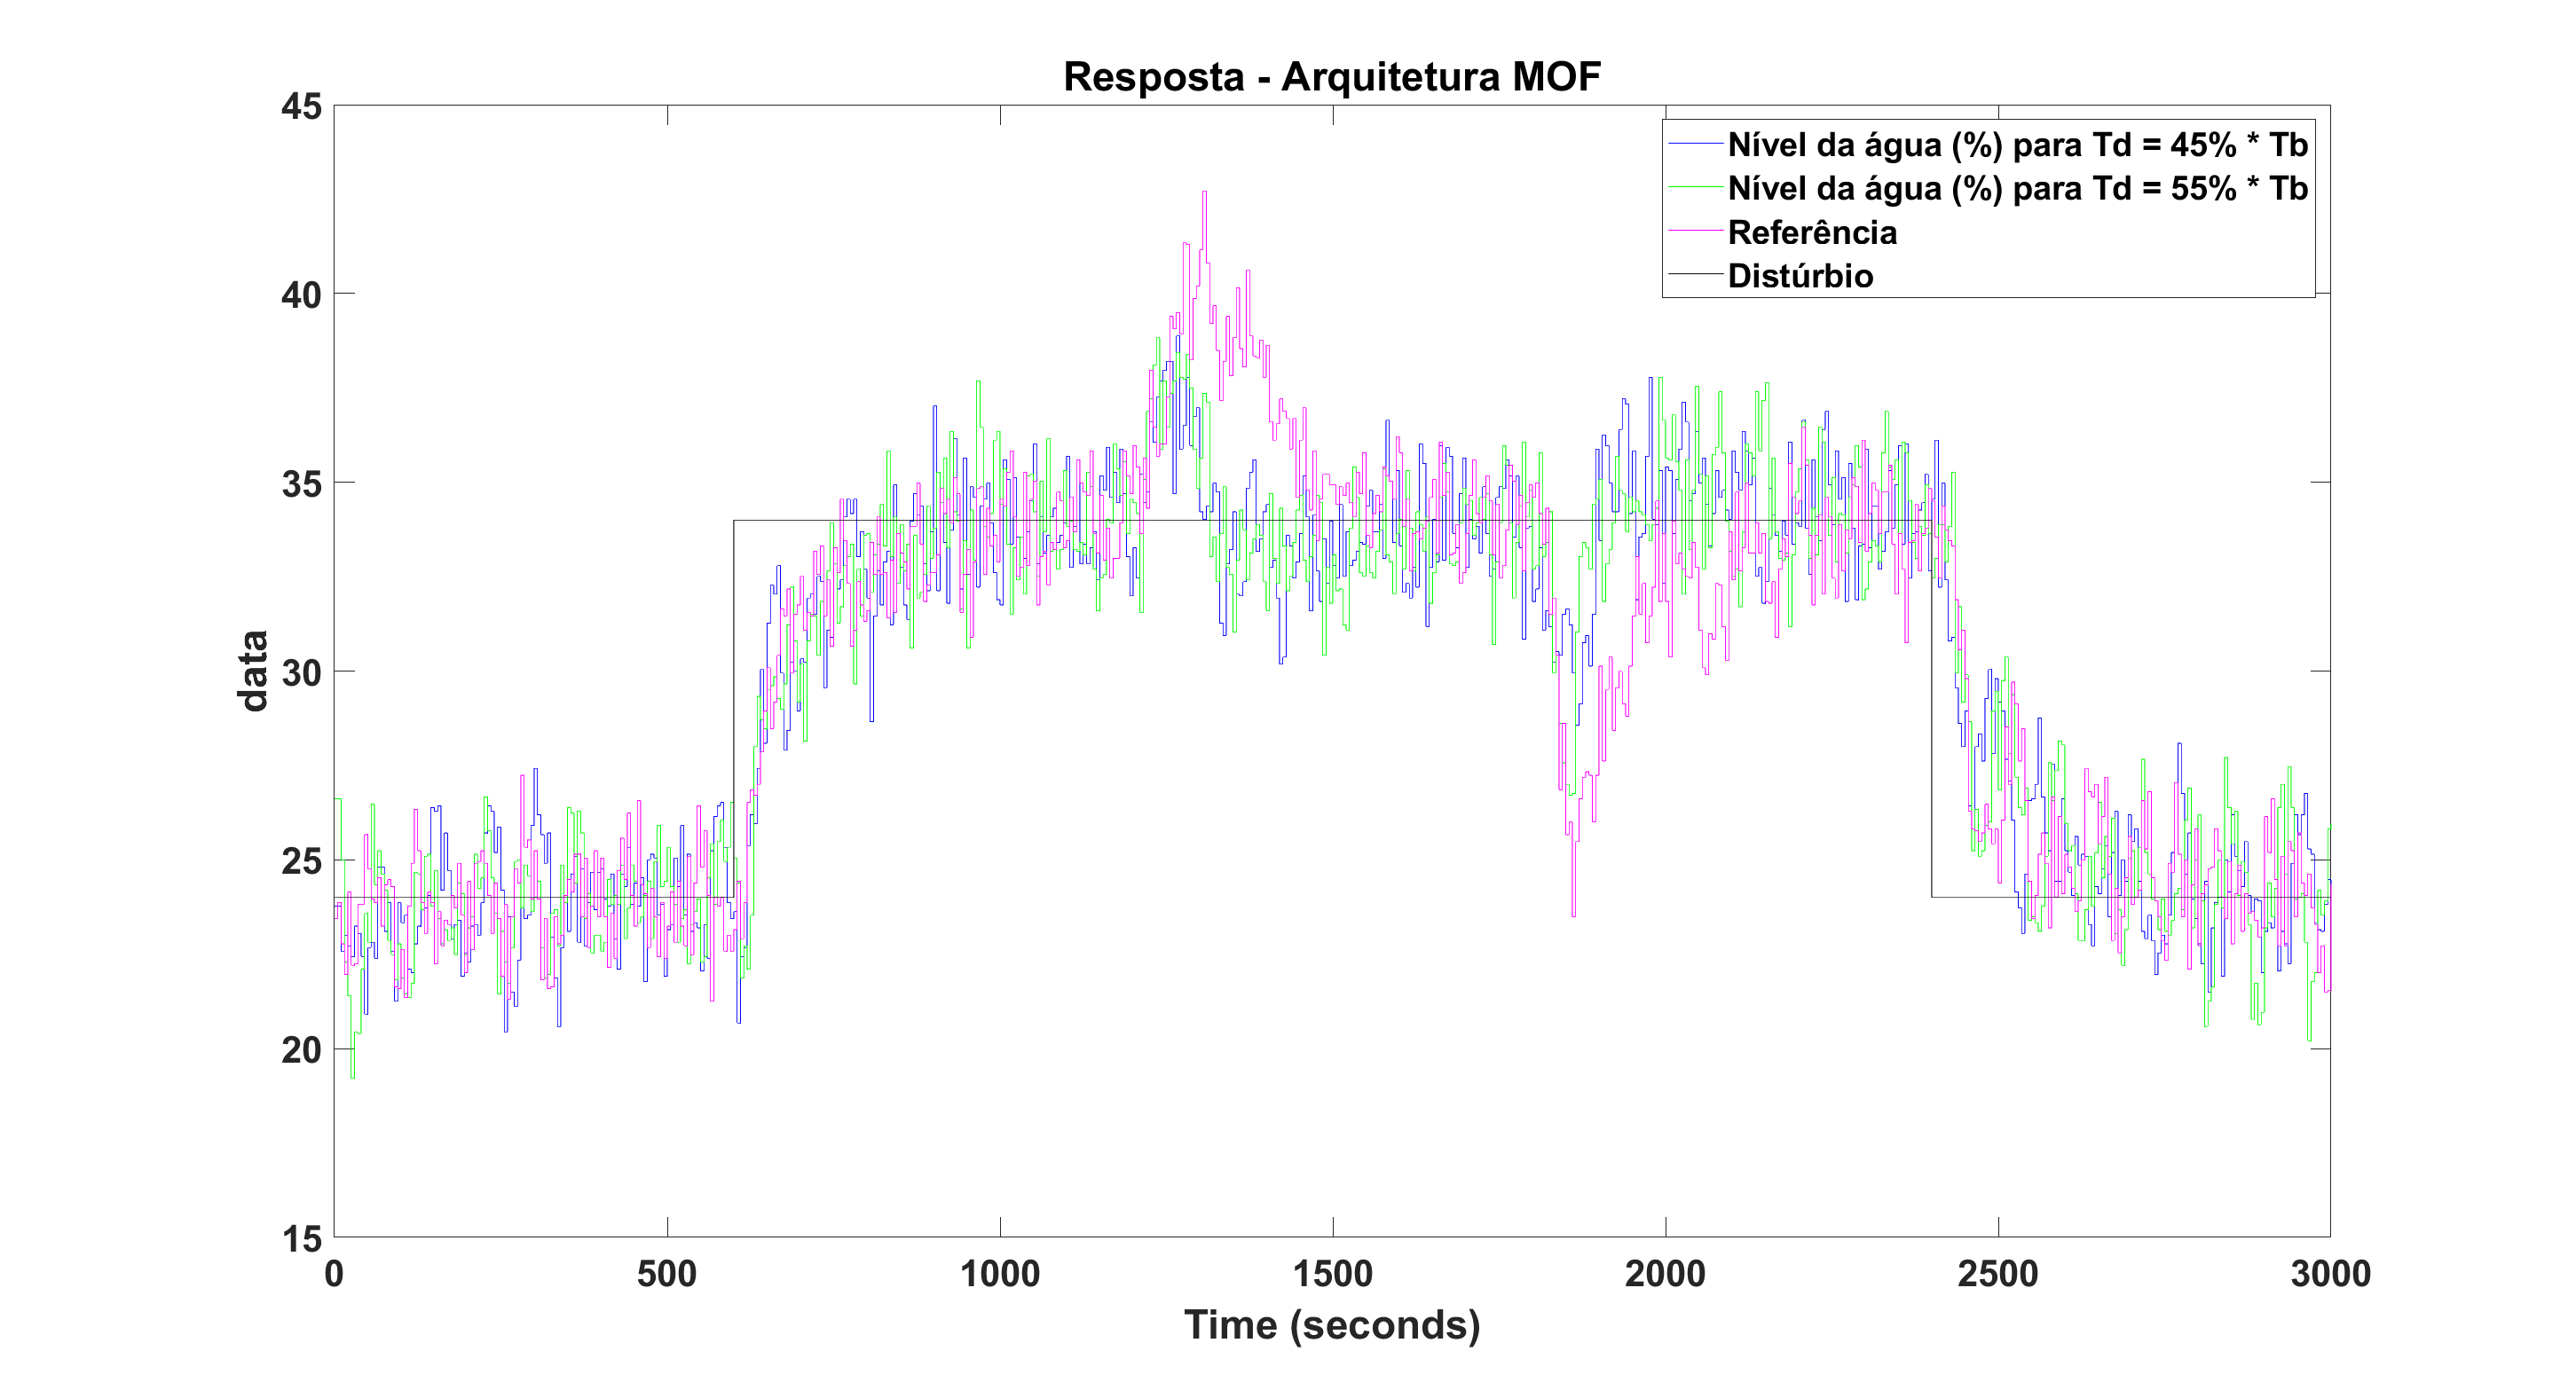 Resposta - Arquitetura MOF
45
40
35
30
25
20
15
data
Nível da água (%) para Td = 45% * Tb
Nível da água (%) para Td = 55% * Tb
Referência
Distúrbio
0 500 1000 1500 2000 2500 3000
Time (seconds)